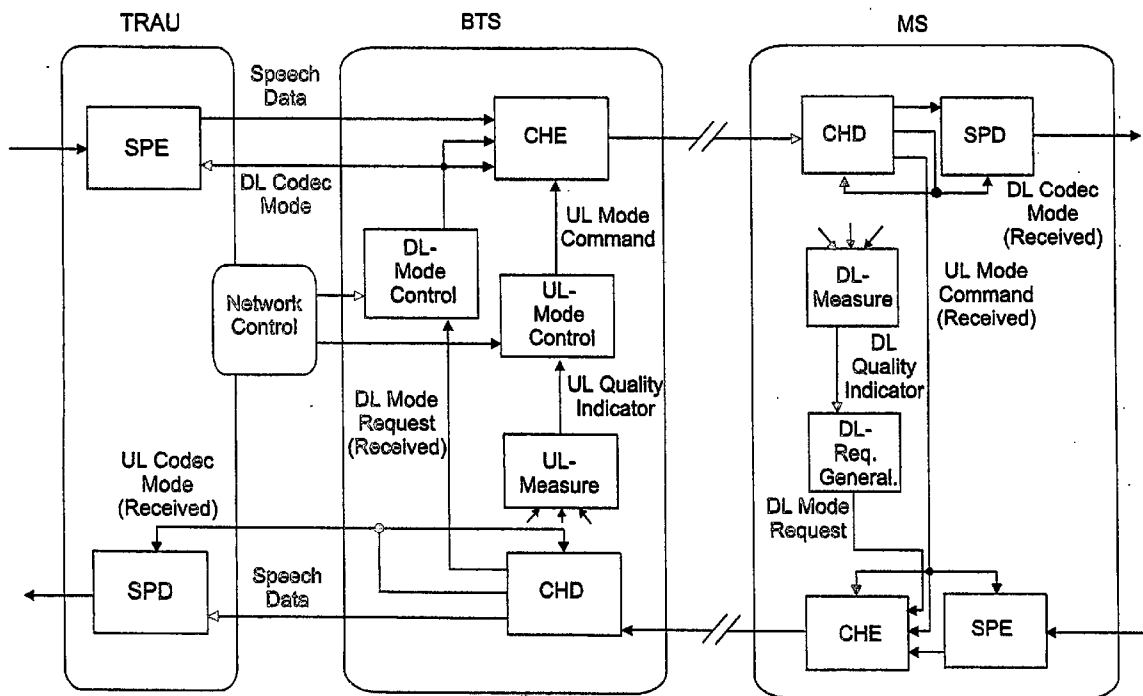 TRAU
BTS
MS
Speech
Data
SPE
CHE
CHD
SPD
DL Codec
Mode
DL Codec
Mode
(Received)
UL Mode
Command
DL-
Mode
Control
UL-
Mode
Control
Network
Control
DL-
Measure
UL Mode
Command
(Received)
DL
Quality
Indicator
UL Quality
Indicator
DL Mode
Request
(Received)
DL-
Req.
General.
UL-
Measure
UL Codec
Mode
(Received)
DL Mode
Request
SPD
Speech
Data
CHD
CHE
SPE